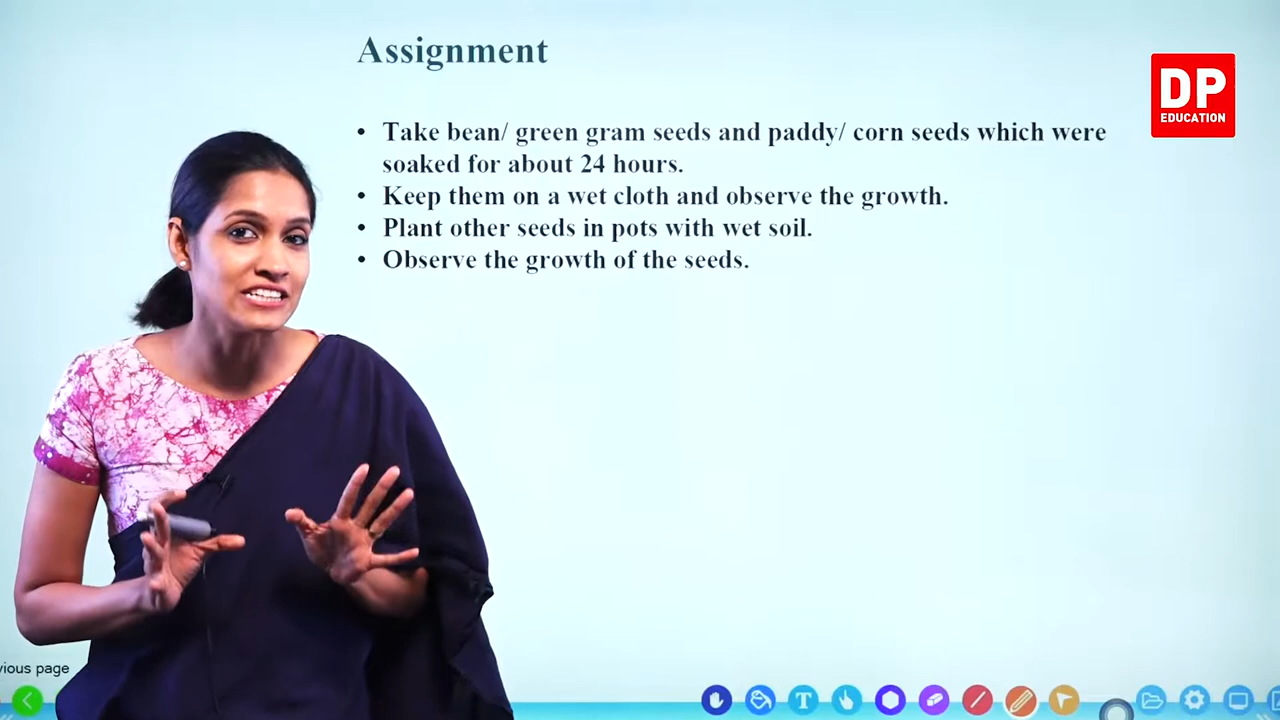 Assignment
DP
EDUCATION
• Take bean/ green gram seeds and paddy/ corn seeds which were
soaked for about 24 hours.
• Keep them on a wet cloth and observe the growth.
• Plant other seeds in pots with wet soil.
• Observe the growth of the seeds.
vious page
T